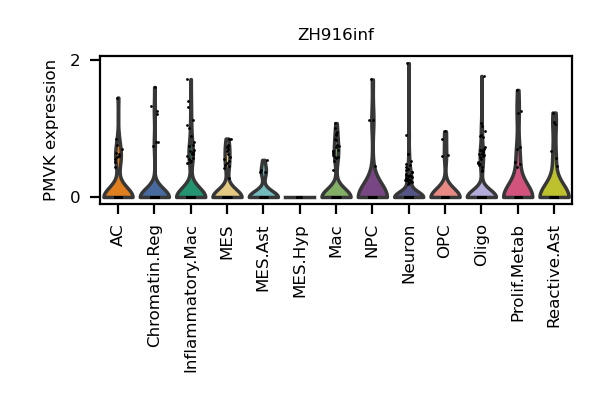 ZH916inf
PMVK expression
2
0
AC
Chromatin.Reg
Inflammatory.Mac
MES
MES.Ast
MES.Hyp
Mac
NPC
Neuron
OPC
Oligo
Prolif.Metab
Reactive.Ast